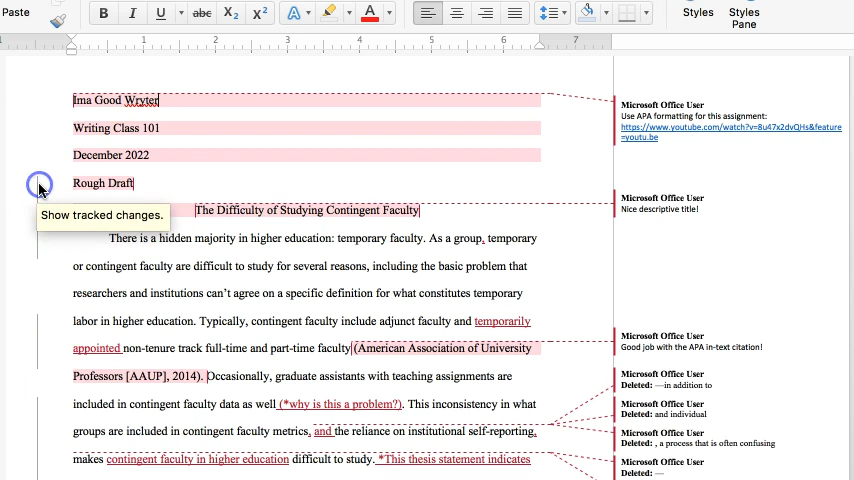 Paste
B I U abc X₂ X² A A
Styles
Styles Pane
1 2 3 4 5 6 7
Ima Good Wryter
Writing Class 101
December 2022
Rough Draft
Show tracked changes.
The Difficulty of Studying Contingent Faculty
There is a hidden majority in higher education: temporary faculty. As a group, temporary
or contingent faculty are difficult to study for several reasons, including the basic problem that
researchers and institutions can't agree on a specific definition for what constitutes temporary
labor in higher education. Typically, contingent faculty include adjunct faculty and temporarily
appointed non-tenure track full-time and part-time faculty (American Association of University
Professors [AAUP], 2014). Occasionally, graduate assistants with teaching assignments are
included in contingent faculty data as well (*why is this a problem?). This inconsistency in what
groups are included in contingent faculty metrics, and the reliance on institutional self-reporting,
makes contingent faculty in higher education difficult to study. *This thesis statement indicates
Microsoft Office User
Use APA formatting for this assignment:
https://www.youtube.com/watch?v=8u47x2dvQHs&feature
=youtu.be
Microsoft Office User
Nice descriptive title!
Microsoft Office User
Good job with the APA in-text citation!
Microsoft Office User
Deleted: —in addition to
Microsoft Office User
Deleted: and individual
Microsoft Office User
Deleted: , a process that is often confusing
Microsoft Office User
Deleted: —